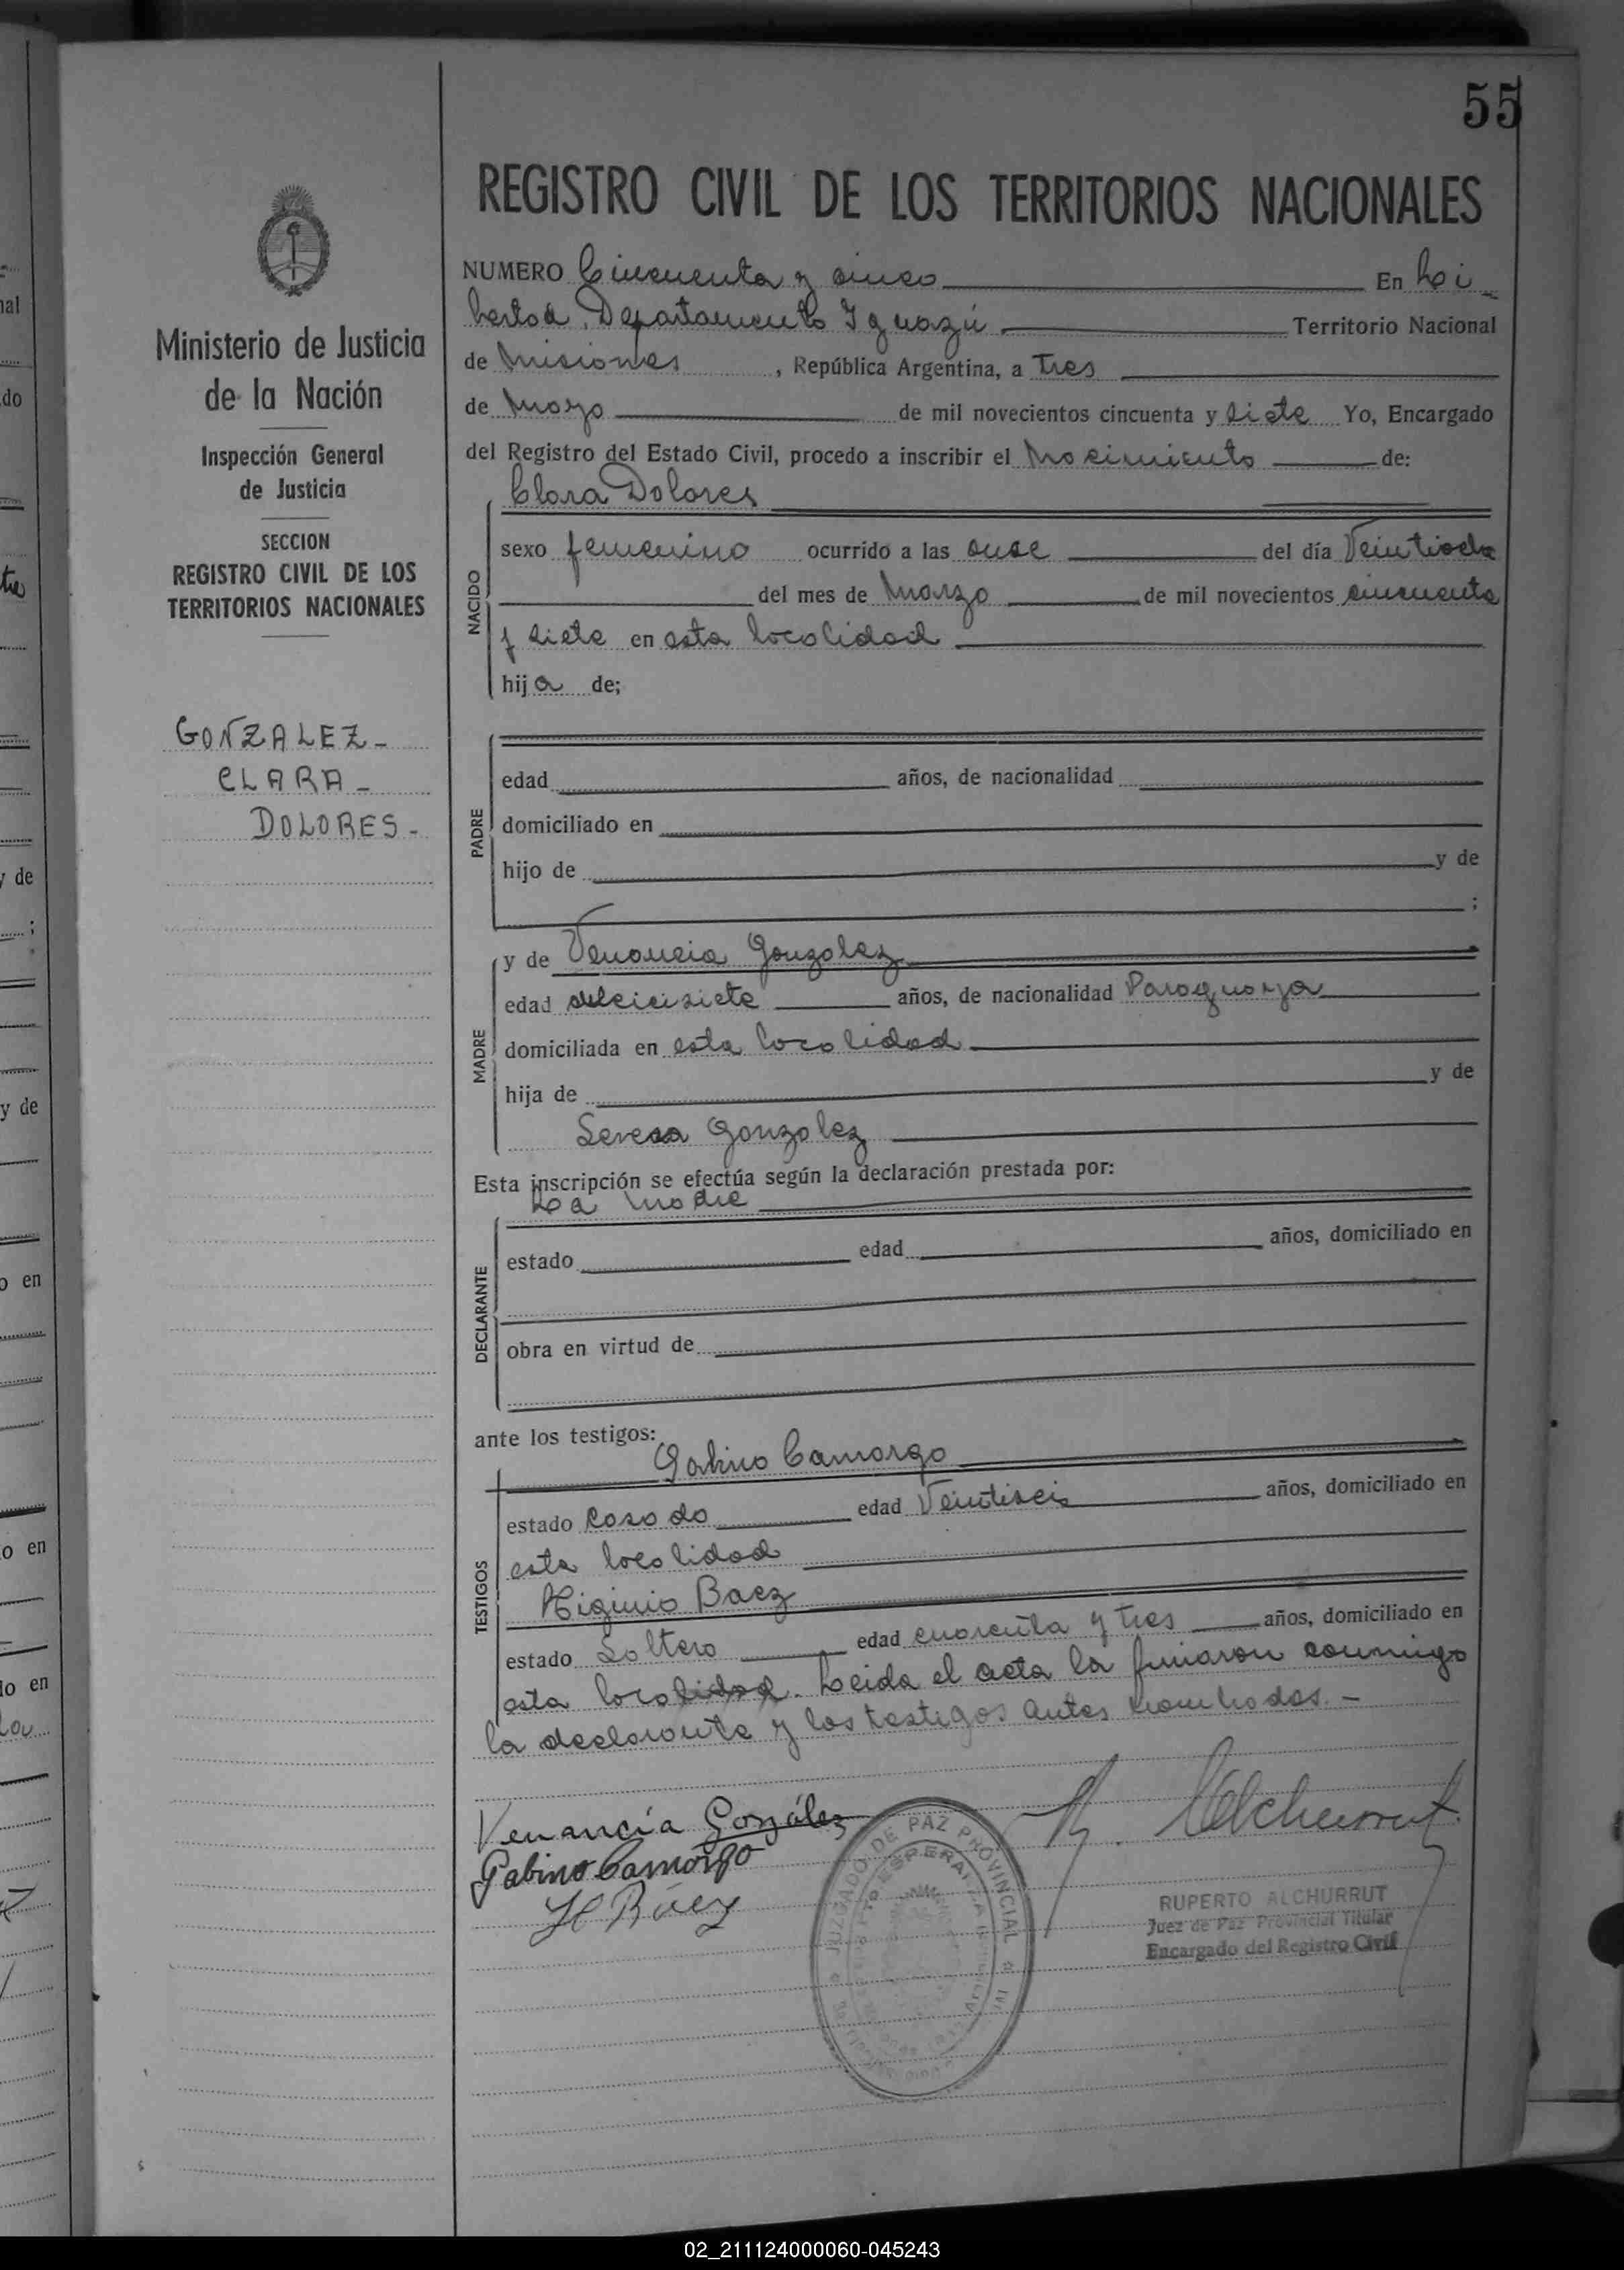 55
REGISTRO CIVIL DE LOS TERRITORIOS NACIONALES
NUMERO Cincuenta y cinco En Li-
bertad, Departamento Iguazú Territorio Nacional
de Misiones, República Argentina, a Tres
de Mayo de mil novecientos cincuenta y siete Yo, Encargado
del Registro del Estado Civil, procedo a inscribir el Nacimiento de:
Ministerio de Justicia
de la Nación
Inspección General
de Justicia
SECCION
REGISTRO CIVIL DE LOS
TERRITORIOS NACIONALES
GONZALEZ-
CLARA-
DOLORES-
NACIDO
Clara Dolores
sexo femenino ocurrido a las onse del día
del mes de Marzo de mil novecientos cincuenta
y siete en esta localidad
hija de;
PADRE
edad años, de nacionalidad
domiciliado en
hijo de y de
;
MADRE
y de Venancia Gonzalez
edad diecisiete años, de nacionalidad Paraguaya
domiciliada en esta localidad
hija de y de
Gonzalez
Esta inscripción se efectúa según la declaración prestada por:
La Madre
DECLARANTE
estado edad años, domiciliado en
obra en virtud de
ante los testigos:
TESTIGOS
Gabino Camargo
estado Casado edad Veintiseis años, domiciliado en
esta localidad
Higinio Baez
estado Soltero edad cuarenta y tres años, domiciliado en
esta localidad. Leida el acta la firmaron conmigo
la declarante y los testigos antes nombrados.-
Venancia González
Gabino Camargo
H Báez
R. Alchurrut
JUZGADO DE PAZ PROVINCIAL
Pto ESPERANZA
RUPERTO ALCHURRUT
Juez de Paz Provincial Titular
Encargado del Registro Civil
02_211124000060-045243